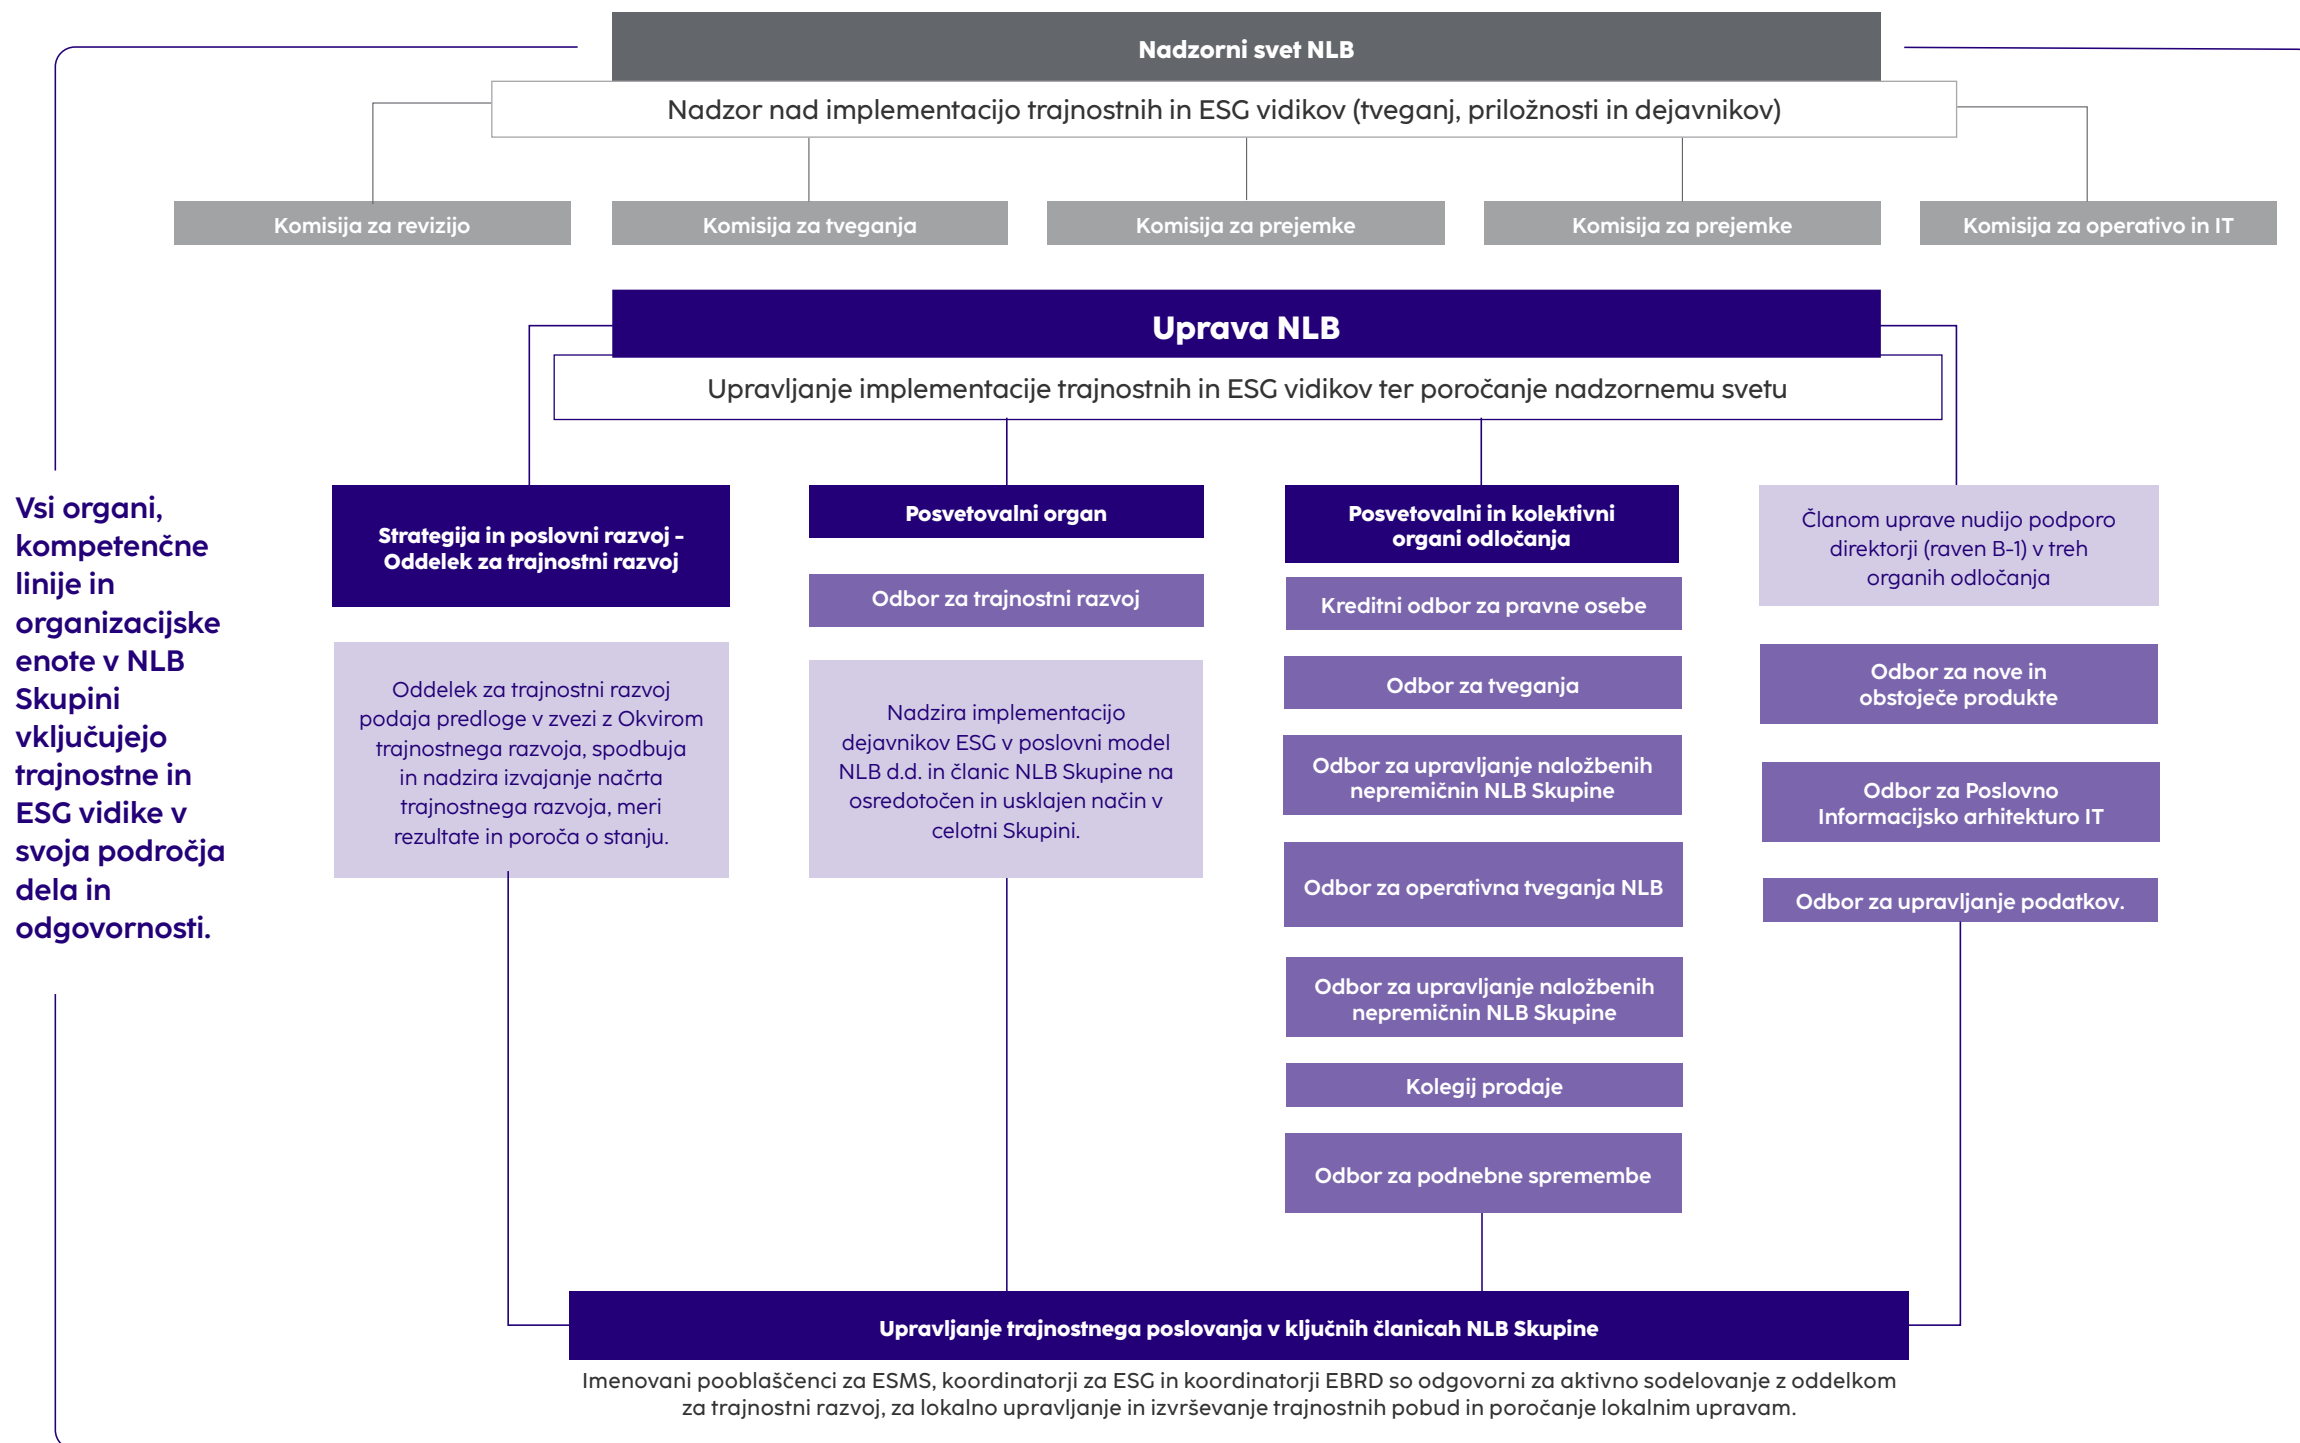 Nadzorni svet NLB
Nadzor nad implementacijo trajnostnih in ESG vidikov (tveganj, priložnosti in dejavnikov)
Komisija za revizijo
Komisija za tveganja
Komisija za prejemke
Komisija za prejemke
Komisija za operativo in IT
Uprava NLB
Upravljanje implementacije trajnostnih in ESG vidikov ter poročanje nadzornemu svetu
Vsi organi,
kompetenčne
linije in
organizacijske
enote v NLB
Skupini
vključujejo
trajnostne in
ESG vidike v
svoja področja
dela in
odgovornosti.
Strategija in poslovni razvoj -
Oddelek za trajnostni razvoj
Oddelek za trajnostni razvoj
podaja predloge v zvezi z Okvirom
trajnostnega razvoja, spodbuja
in nadzira izvajanje načrta
trajnostnega razvoja, meri
rezultate in poroča o stanju.
Posvetovalni organ
Odbor za trajnostni razvoj
Nadzira implementacijo
dejavnikov ESG v poslovni model
NLB d.d. in članic NLB Skupine na
osredotočen in usklajen način v
celotni Skupini.
Posvetovalni in kolektivni
organi odločanja
Kreditni odbor za pravne osebe
Odbor za tveganja
Odbor za upravljanje naložbenih
nepremičnin NLB Skupine
Odbor za operativna tveganja NLB
Odbor za upravljanje naložbenih
nepremičnin NLB Skupine
Kolegij prodaje
Odbor za podnebne spremembe
Članom uprave nudijo podporo
direktorji (raven B-1) v treh
organih odločanja
Odbor za nove in
obstoječe produkte
Odbor za Poslovno
Informacijsko arhitekturo IT
Odbor za upravljanje podatkov.
Upravljanje trajnostnega poslovanja v ključnih članicah NLB Skupine
Imenovani pooblaščenci za ESMS, koordinatorji za ESG in koordinatorji EBRD so odgovorni za aktivno sodelovanje z oddelkom
za trajnostni razvoj, za lokalno upravljanje in izvrševanje trajnostnih pobud in poročanje lokalnim upravam.